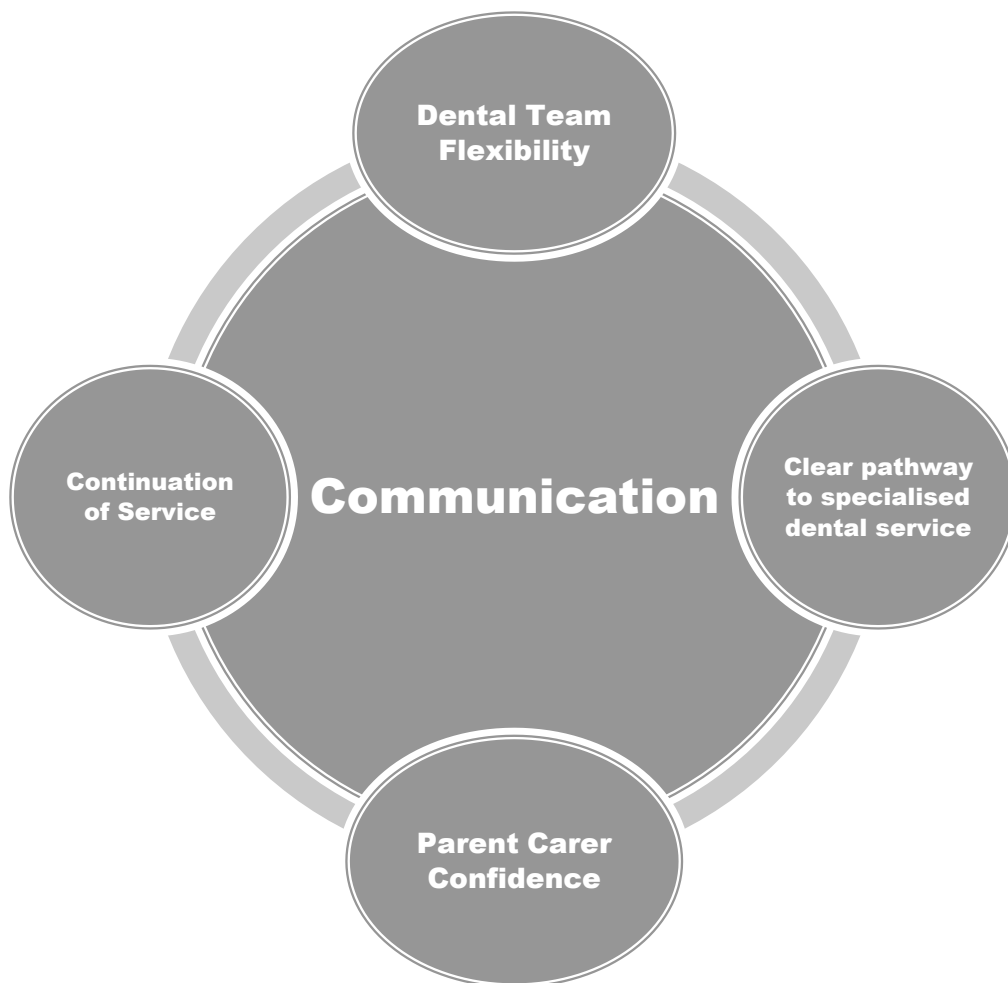 Dental Team
Flexibility
Continuation
of Service
Communication
Clear pathway
to specialised
dental service
Parent Carer
Confidence